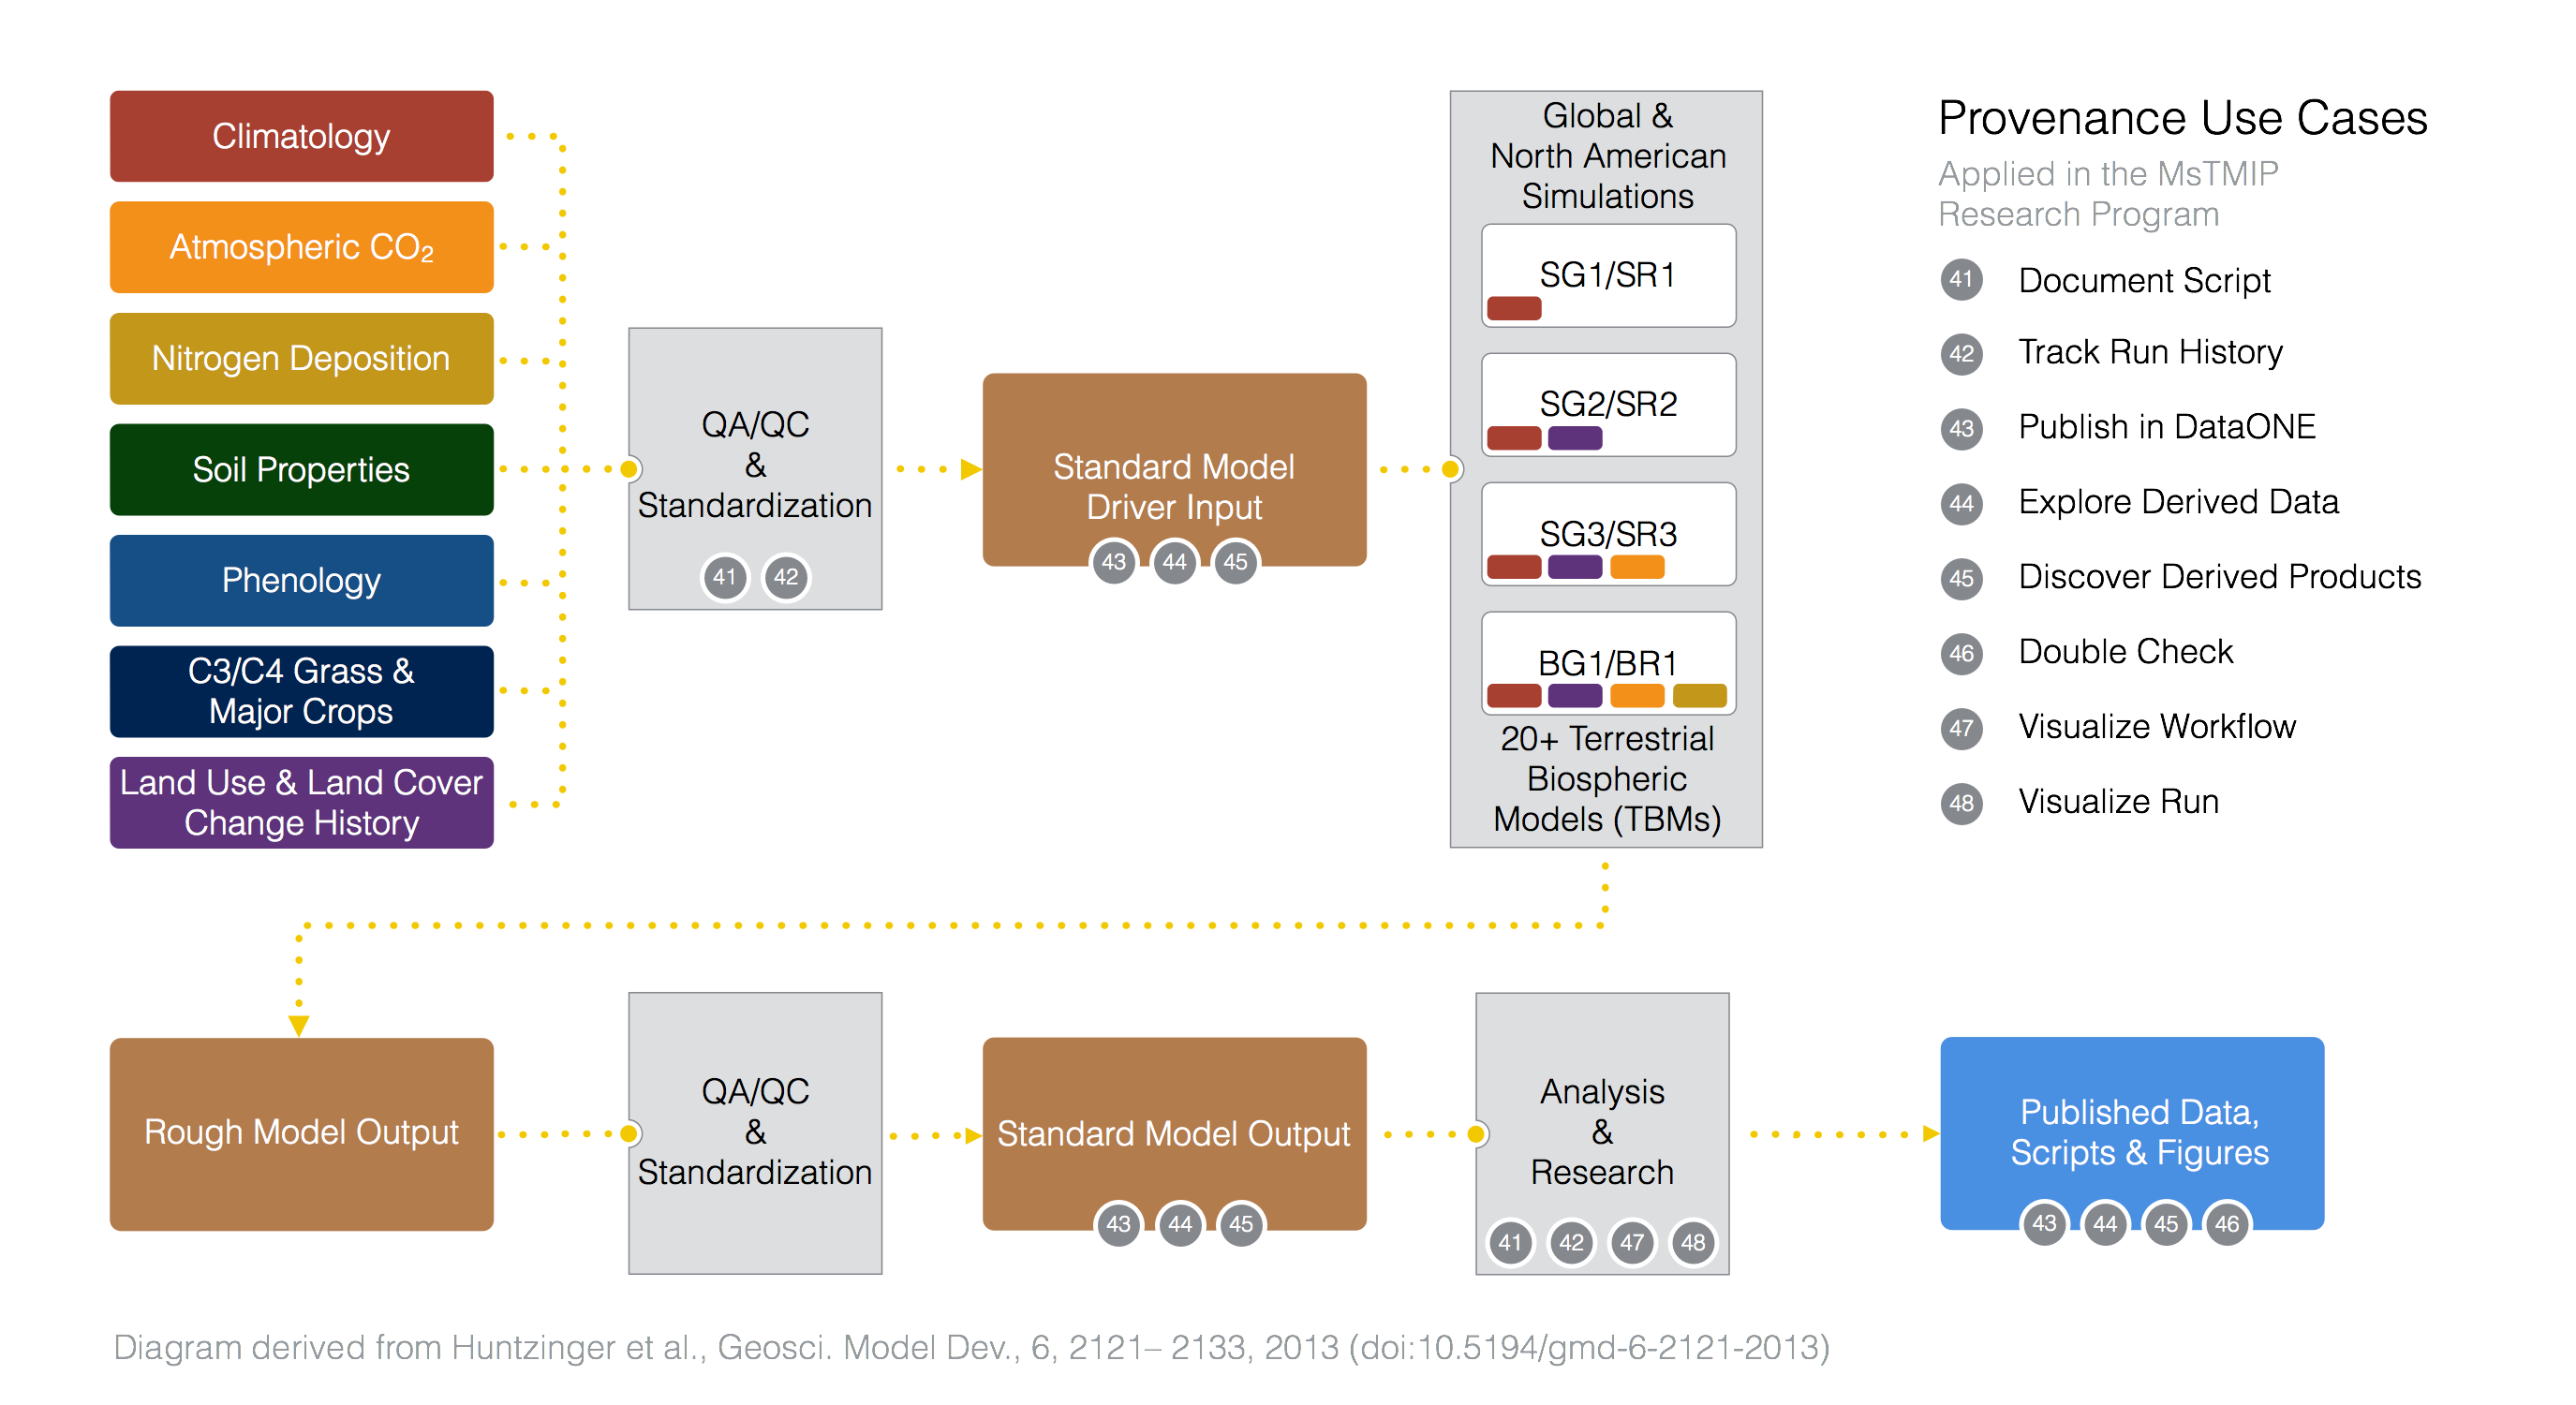 Climatology
Atmospheric CO₂
Nitrogen Deposition
Soil Properties
Phenology
C3/C4 Grass &
Major Crops
Land Use & Land Cover
Change History
QA/QC
&
Standardization
41 42
Standard Model
Driver Input
43 44 45
Global &
North American
Simulations
SG1/SR1
SG2/SR2
SG3/SR3
BG1/BR1
20+ Terrestrial
Biospheric
Models (TBMs)
Provenance Use Cases
Applied in the MsTMIP
Research Program
41 Document Script
42 Track Run History
43 Publish in DataONE
44 Explore Derived Data
45 Discover Derived Products
46 Double Check
47 Visualize Workflow
48 Visualize Run
Rough Model Output
QA/QC
&
Standardization
Standard Model Output
43 44 45
Analysis
&
Research
41 42 47 48
Published Data,
Scripts & Figures
43 44 45 46
Diagram derived from Huntzinger et al., Geosci. Model Dev., 6, 2121– 2133, 2013 (doi:10.5194/gmd-6-2121-2013)